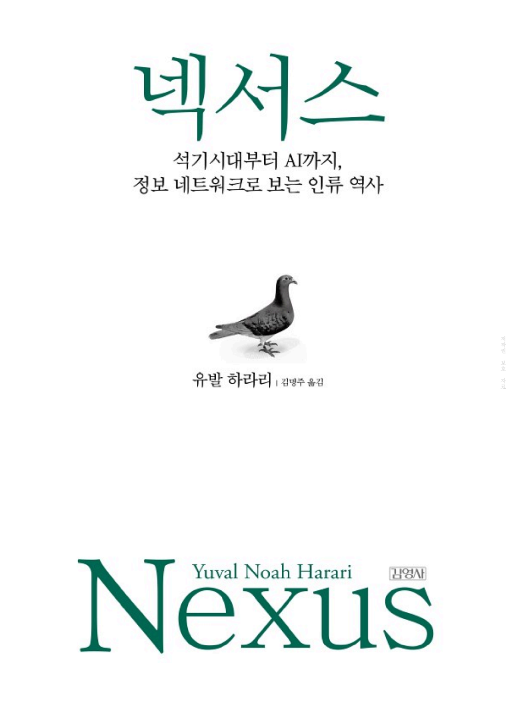 넥서스
석기시대부터 AI까지,
정보 네트워크로 보는 인류 역사
유발 하라리 | 김명주 옮김
Yuval Noah Harari
김영사
Nexus